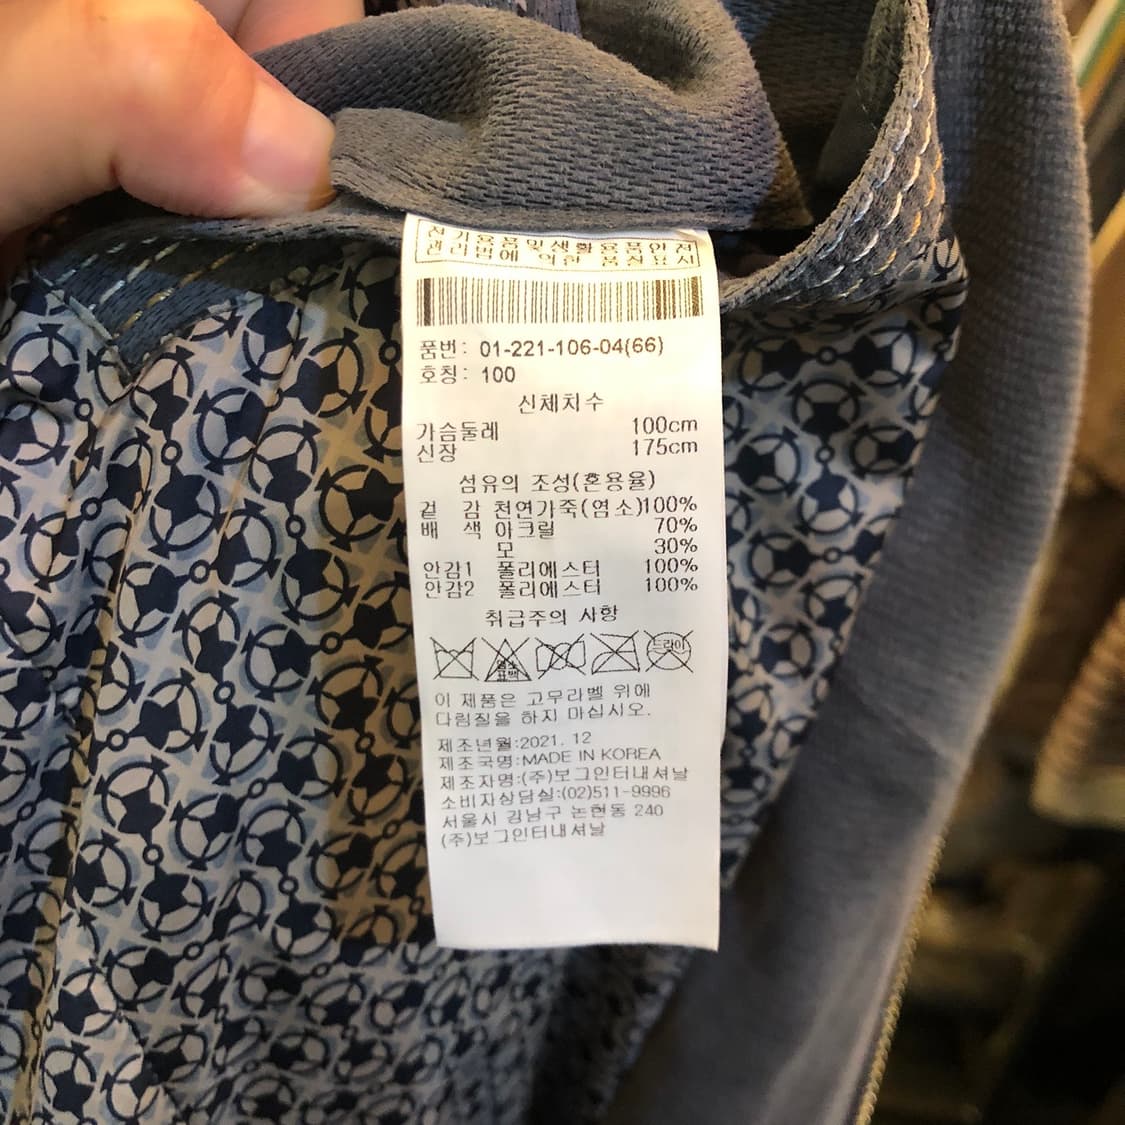 전기용품및생활용품안전
관리법에 의한 품질표시
품번: 01-221-106-04(66)
호칭: 100
신체치수
가슴둘레 100cm
신장 175cm
섬유의 조성(혼용율)
겉 감 천연가죽(염소)100%
배 색 아크릴 70%
모 30%
안감1 폴리에스터 100%
안감2 폴리에스터 100%
취급주의 사항
염소 표백 드라이
이 제품은 고무라벨 위에
다림질을 하지 마십시오.
제조년월:2021. 12
제조국명:MADE IN KOREA
제조자명:(주)보그인터내셔날
소비자상담실:(02)511-9996
서울시 강남구 논현동 240
(주)보그인터내셔날